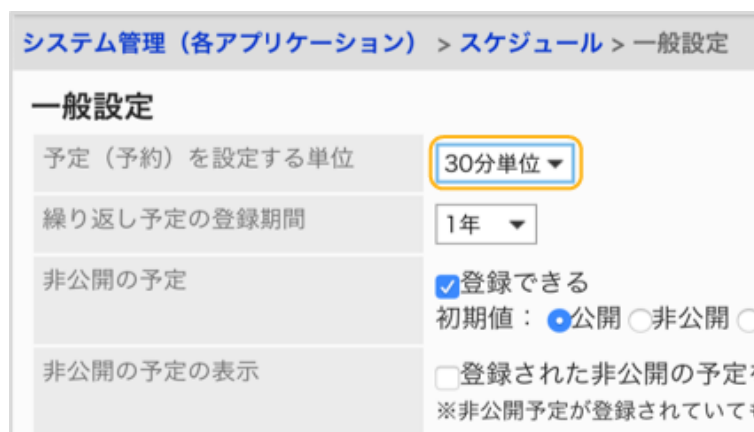 システム管理（各アプリケーション） > スケジュール > 一般設定
一般設定
予定（予約）を設定する単位 30分単位
繰り返し予定の登録期間 1年
非公開の予定 登録できる
初期値： 公開 非公開
非公開の予定の表示 登録された非公開の予定
※非公開予定が登録されていて